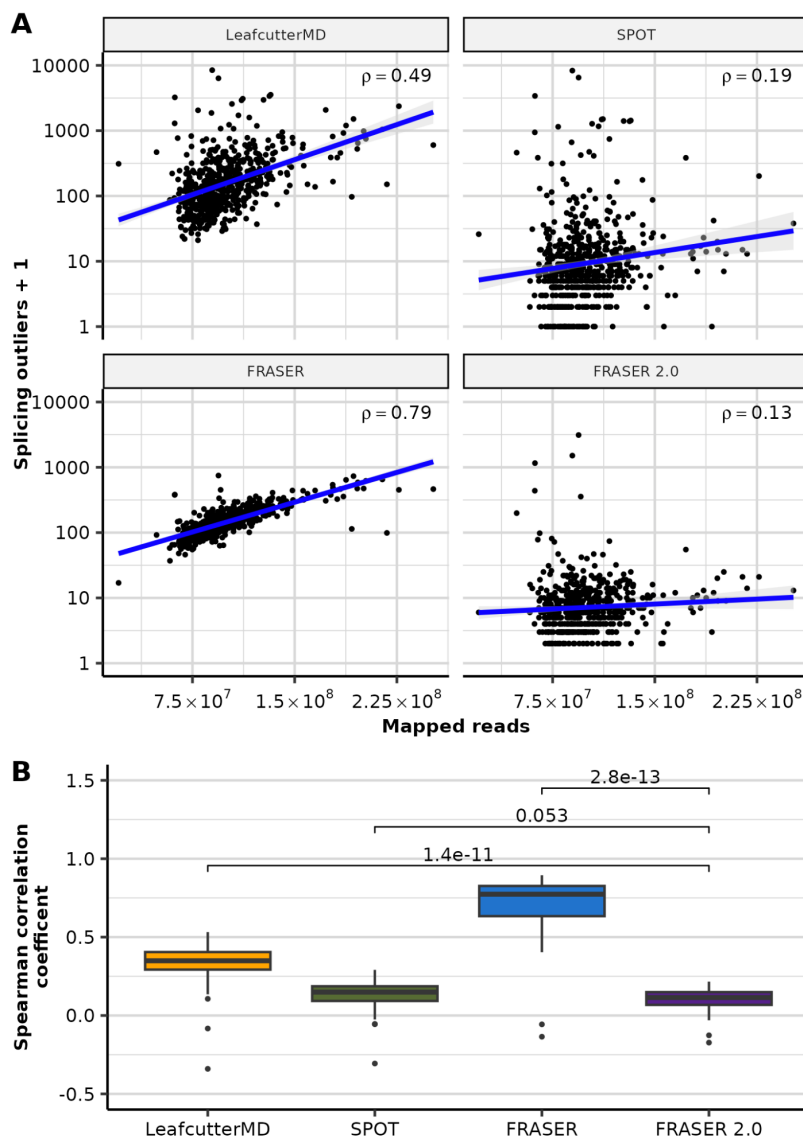 A
LeafcutterMD
SPOT
10000
1000
100
10
1
ρ = 0.49
ρ = 0.19
Splicing outliers + 1
FRASER
FRASER 2.0
10000
1000
100
10
1
ρ = 0.79
ρ = 0.13
7.5×10⁷
1.5×10⁸
2.25×10⁸
7.5×10⁷
1.5×10⁸
2.25×10⁸
Mapped reads
B
1.5
1.0
0.5
0.0
-0.5
Spearman correlation
coefficent
2.8e-13
0.053
1.4e-11
LeafcutterMD
SPOT
FRASER
FRASER 2.0